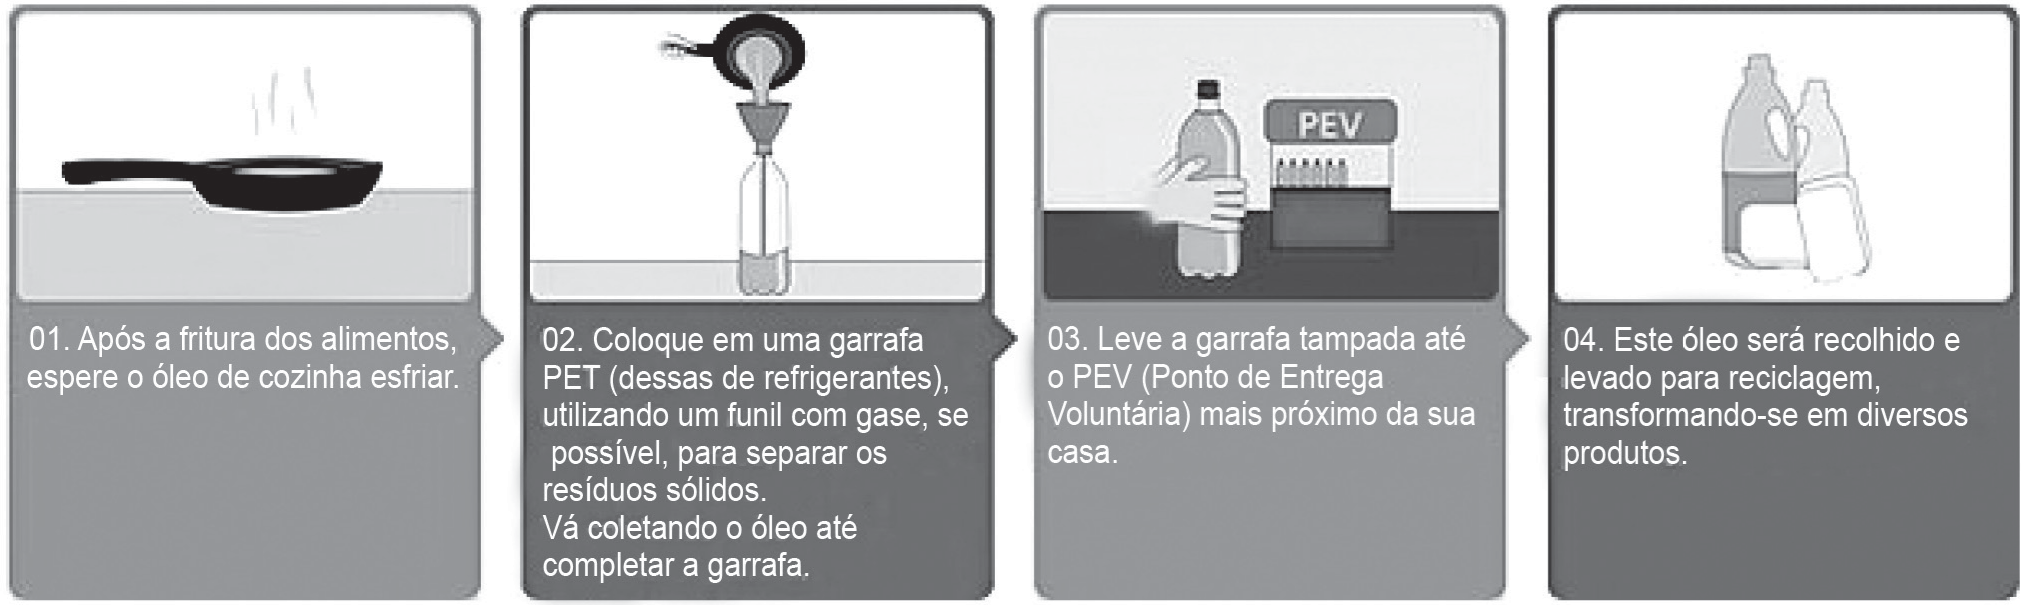 01. Após a fritura dos alimentos,
espere o óleo de cozinha esfriar.
02. Coloque em uma garrafa
PET (dessas de refrigerantes),
utilizando um funil com gase, se
possível, para separar os
resíduos sólidos.
Vá coletando o óleo até
completar a garrafa.
PEV
03. Leve a garrafa tampada até
o PEV (Ponto de Entrega
Voluntária) mais próximo da sua
casa.
04. Este óleo será recolhido e
levado para reciclagem,
transformando-se em diversos
produtos.